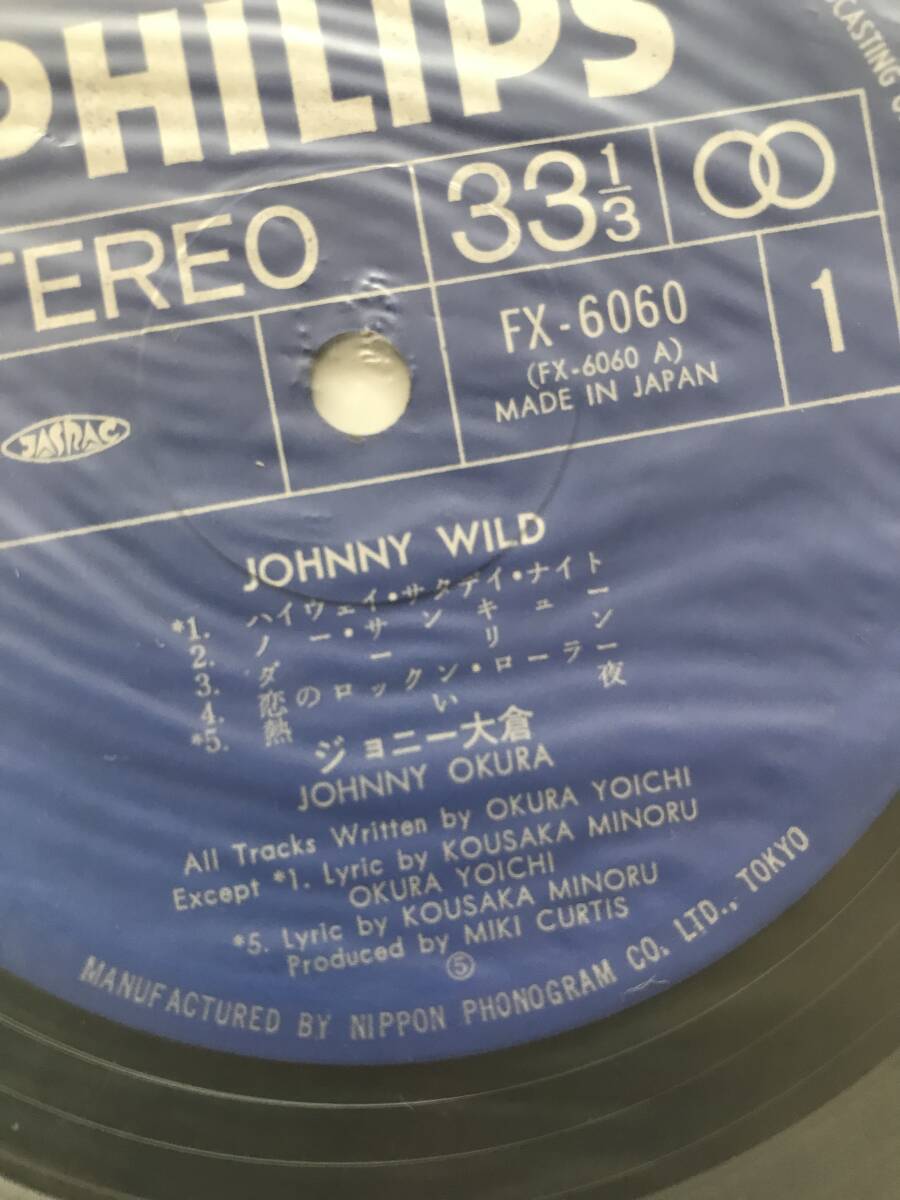 PHILIPS
CASTING
STEREO
33 1/3
FX-6060
(FX-6060 A)
MADE IN JAPAN
1
JASRAC
JOHNNY WILD
*1. ハイウェイ・サタデイ・ナイト
2. ノー・サンキュー
3. ダーリン
4. 恋のロックン・ローラー
*5. 熱い夜
ジョニー大倉
JOHNNY OKURA
All Tracks Written by OKURA YOICHI
Except *1. Lyric by KOUSAKA MINORU
OKURA YOICHI
*5. Lyric by KOUSAKA MINORU
Produced by MIKI CURTIS
⑤
MANUFACTURED BY NIPPON PHONOGRAM CO. LTD., TOKYO